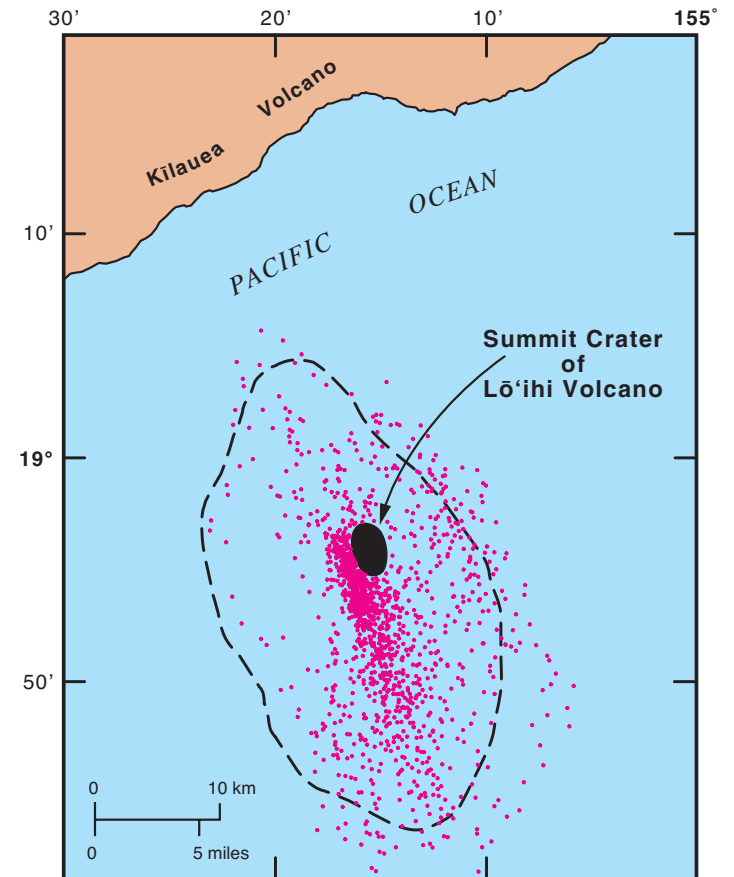 30’ 20’ 10’ 155°
Kīlauea Volcano
PACIFIC OCEAN
10’
Summit Crater
of
Lō‘ihi Volcano
19°
50’
0 10 km
0 5 miles